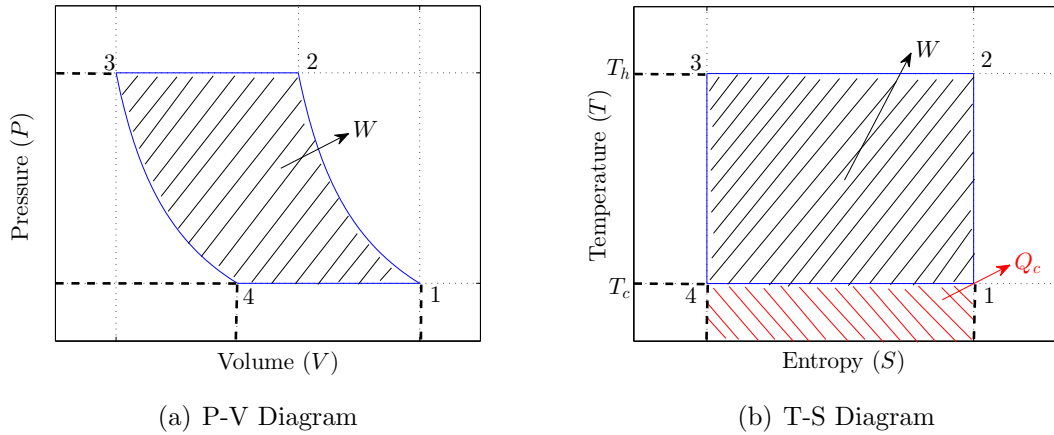 3
2
W
4
1
Pressure (P)
Volume (V)
(a) P-V Diagram
3
2
W
T_h
T_c
4
1
Q_c
Temperature (T)
Entropy (S)
(b) T-S Diagram